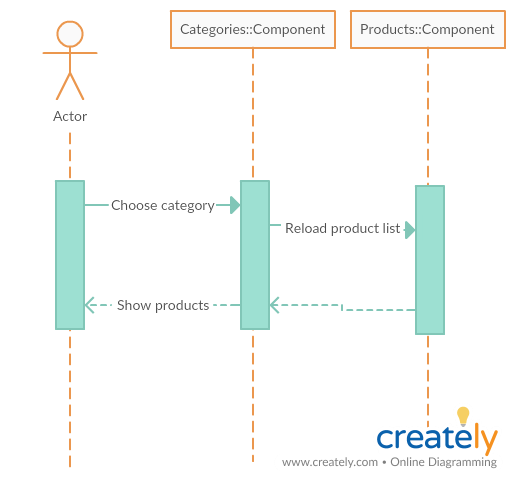 Categories::Component
Products::Component
Actor
Choose category
Reload product list
Show products
creately
www.creately.com • Online Diagramming